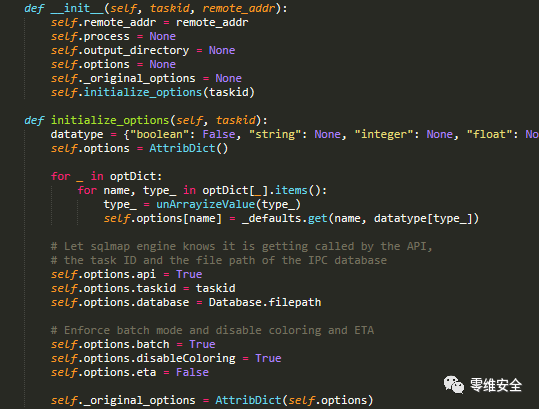 def __init__(self, taskid, remote_addr):
    self.remote_addr = remote_addr
    self.process = None
    self.output_directory = None
    self.options = None
    self._original_options = None
    self.initialize_options(taskid)

def initialize_options(self, taskid):
    datatype = {"boolean": False, "string": None, "integer": None, "float": No
    self.options = AttribDict()

    for _ in optDict:
        for name, type_ in optDict[_].items():
            type_ = unArrayizeValue(type_)
            self.options[name] = _defaults.get(name, datatype[type_])

    # Let sqlmap engine knows it is getting called by the API,
    # the task ID and the file path of the IPC database
    self.options.api = True
    self.options.taskid = taskid
    self.options.database = Database.filepath

    # Enforce batch mode and disable coloring and ETA
    self.options.batch = True
    self.options.disableColoring = True
    self.options.eta = False

    self._original_options = AttribDict(self.options)
零维安全